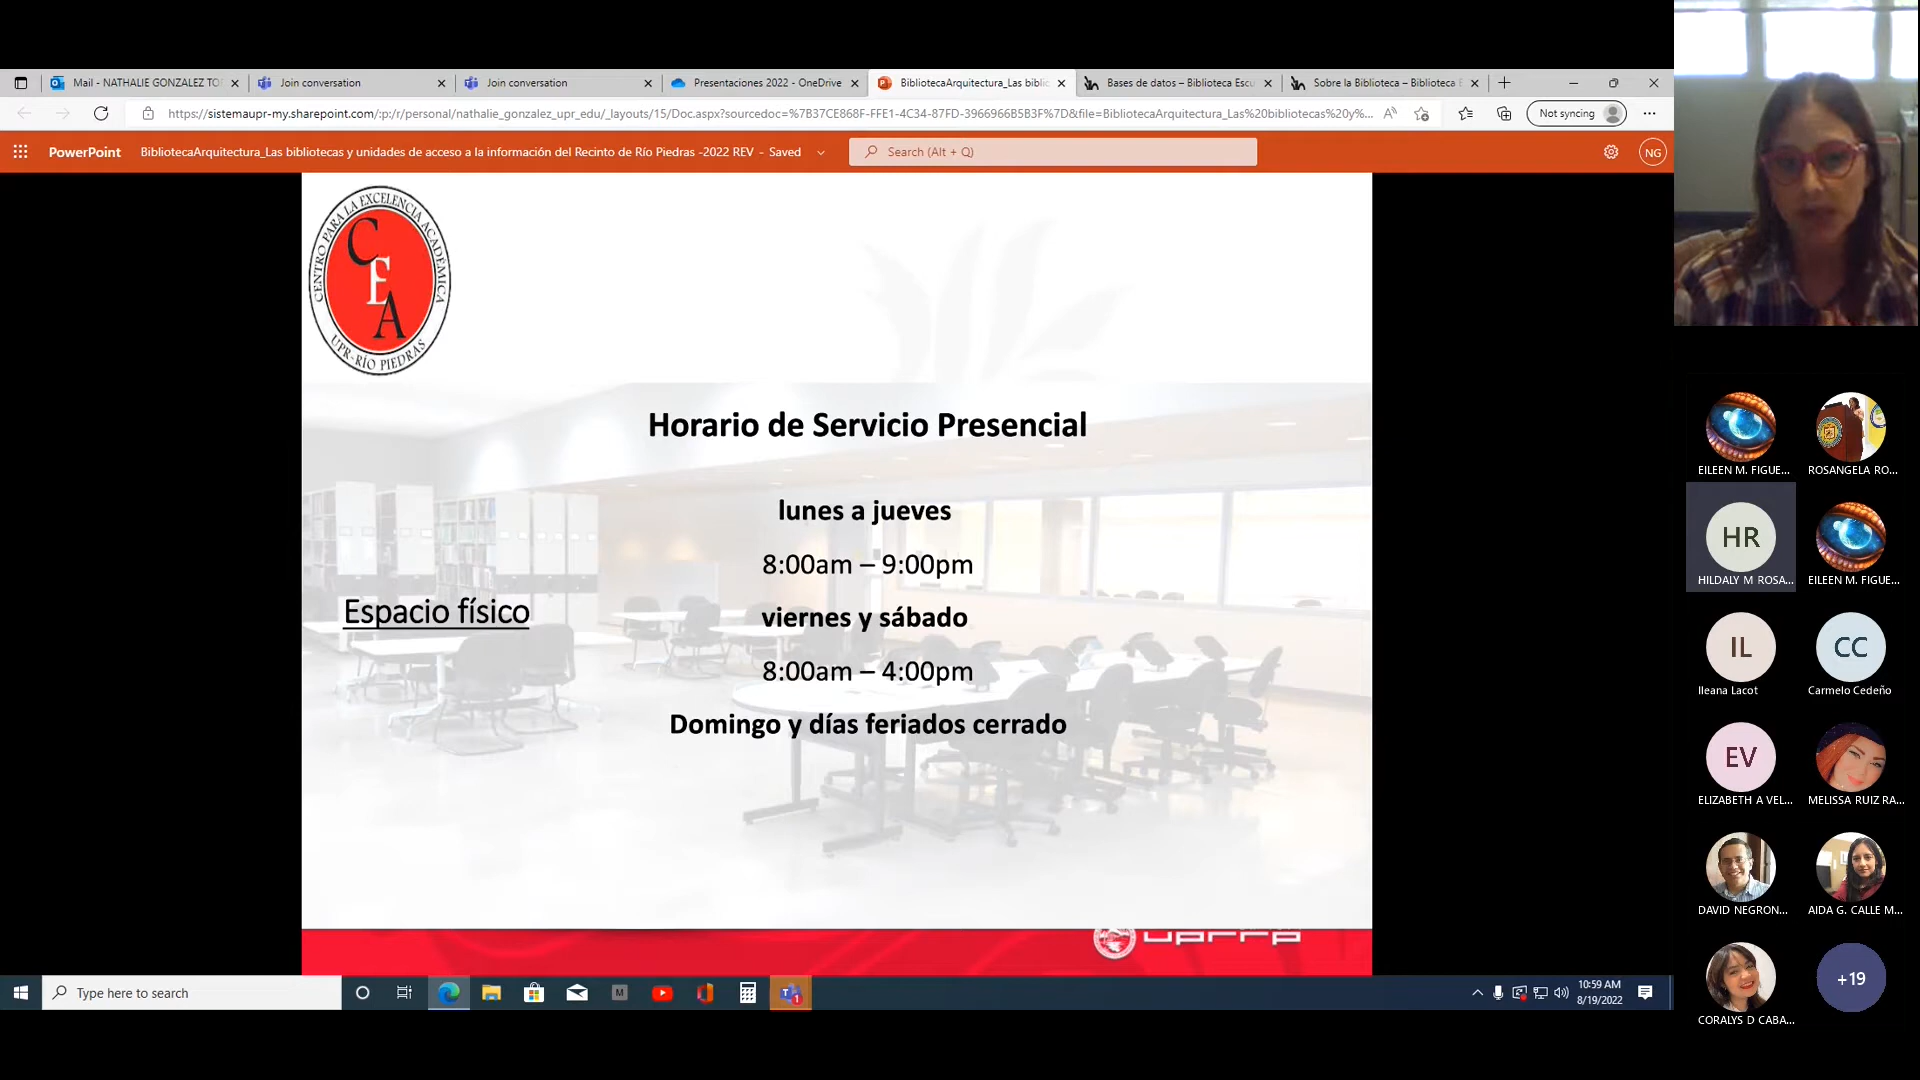 Mail - NATHALIE GONZALEZ TO
Join conversation
Join conversation
Presentaciones 2022 - OneDrive
BibliotecaArquitectura_Las biblio
Bases de datos – Biblioteca Escu
Sobre la Biblioteca – Biblioteca E
https://sistemaupr-my.sharepoint.com/:p:/r/personal/nathalie_gonzalez_upr_edu/_layouts/15/Doc.aspx?sourcedoc=%7B37CE868F-FFE1-4C34-87FD-3966966B5B3F%7D&file=BibliotecaArquitectura_Las%20bibliotecas%20y%...
Not syncing
PowerPoint
BibliotecaArquitectura_Las bibliotecas y unidades de acceso a la información del Recinto de Río Piedras -2022 REV - Saved
Search (Alt + Q)
NG
CENTRO PARA LA EXCELENCIA ACADÉMICA
CEA
UPR-RÍO PIEDRAS
Horario de Servicio Presencial
lunes a jueves
8:00am – 9:00pm
Espacio físico
viernes y sábado
8:00am – 4:00pm
Domingo y días feriados cerrado
uprrp
Type here to search
10:59 AM
8/19/2022
EILEEN M. FIGUE...
ROSANGELA RO...
HR
HILDALY M ROSA...
EILEEN M. FIGUE...
IL
Ileana Lacot
CC
Carmelo Cedeño
EV
ELIZABETH A VEL...
MELISSA RUIZ RA...
DAVID NEGRON...
AIDA G. CALLE M...
CORALYS D CABA...
+19